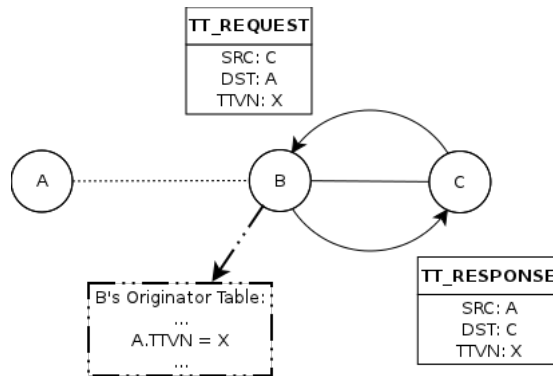 TT_REQUEST
SRC: C
DST: A
TTVN: X
A
B
C
B's Originator Table:
...
A.TTVN = X
...
TT_RESPONSE
SRC: A
DST: C
TTVN: X